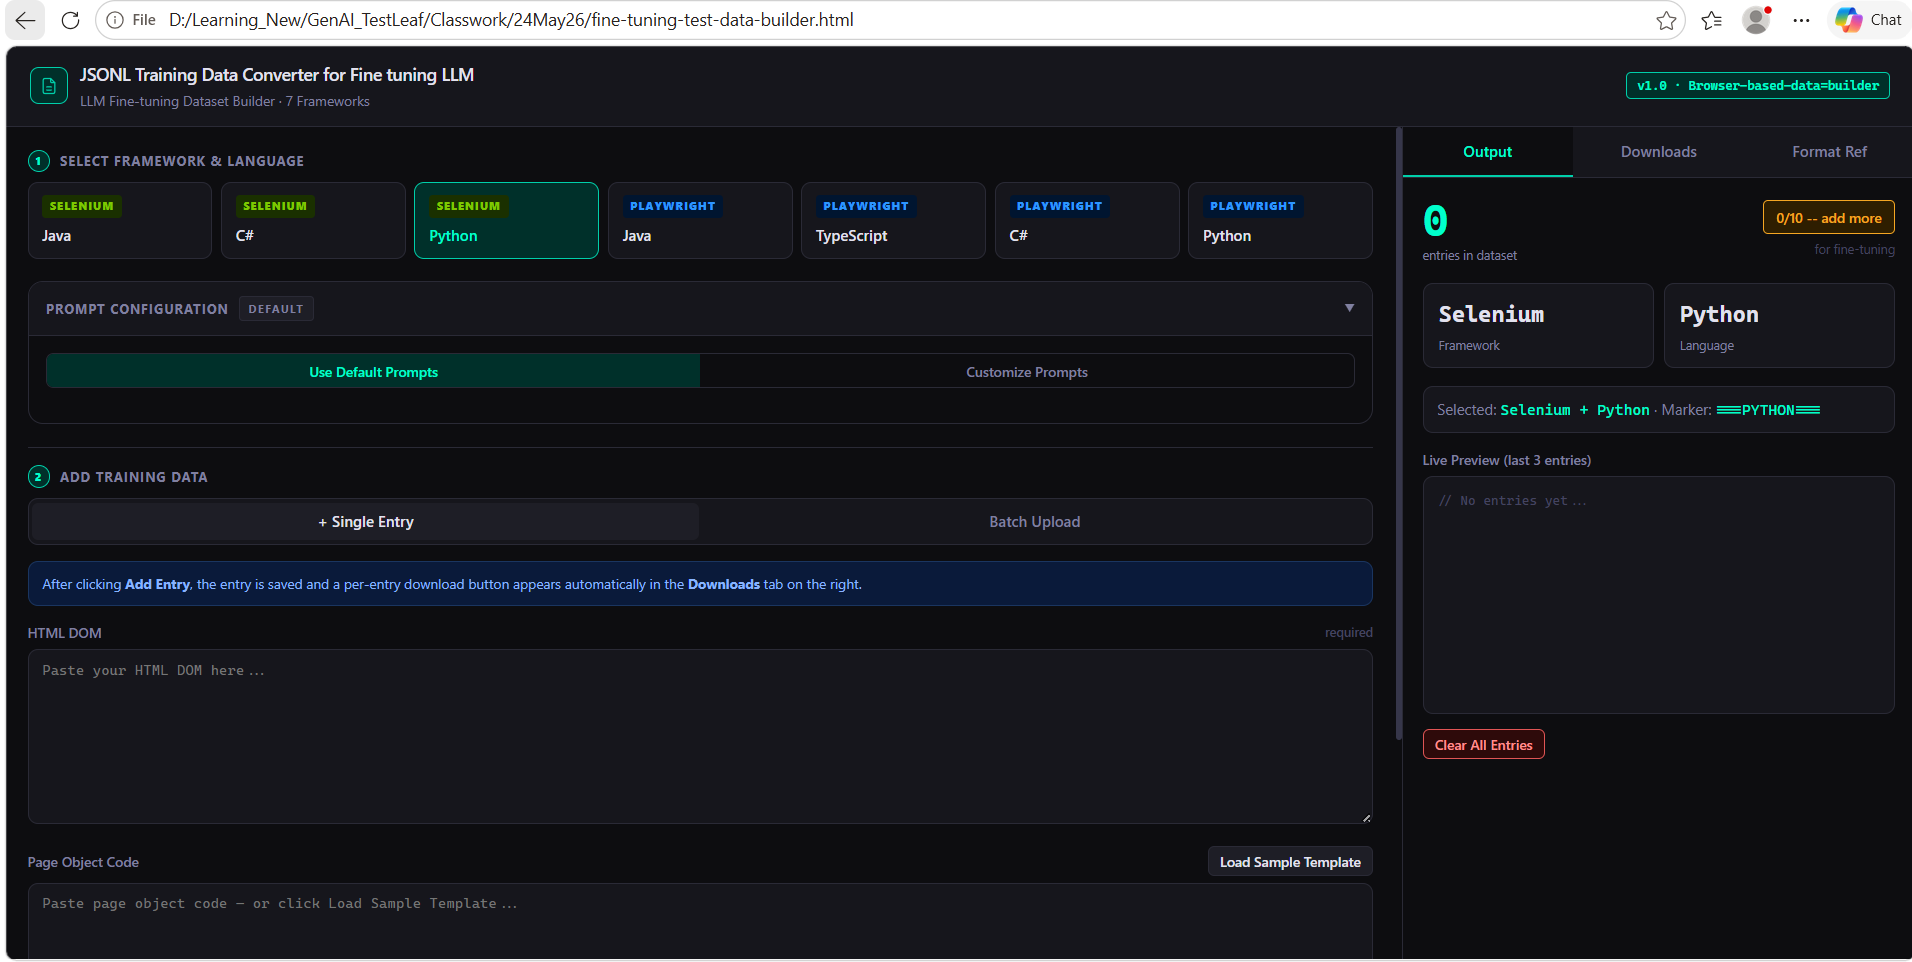 File D:/Learning_New/GenAI_TestLeaf/Classwork/24May26/fine-tuning-test-data-builder.html
Chat
JSONL Training Data Converter for Fine tuning LLM
LLM Fine-tuning Dataset Builder · 7 Frameworks
v1.0 · Browser-based-data=builder
1 SELECT FRAMEWORK & LANGUAGE
SELENIUM
Java
SELENIUM
C#
SELENIUM
Python
PLAYWRIGHT
Java
PLAYWRIGHT
TypeScript
PLAYWRIGHT
C#
PLAYWRIGHT
Python
PROMPT CONFIGURATION DEFAULT
Use Default Prompts
Customize Prompts
2 ADD TRAINING DATA
+ Single Entry
Batch Upload
After clicking Add Entry, the entry is saved and a per-entry download button appears automatically in the Downloads tab on the right.
HTML DOM
required
Paste your HTML DOM here...
Page Object Code
Load Sample Template
Paste page object code — or click Load Sample Template...
Output
Downloads
Format Ref
0
entries in dataset
0/10 -- add more
for fine-tuning
Selenium
Framework
Python
Language
Selected: Selenium + Python · Marker: ===PYTHON===
Live Preview (last 3 entries)
// No entries yet...
Clear All Entries